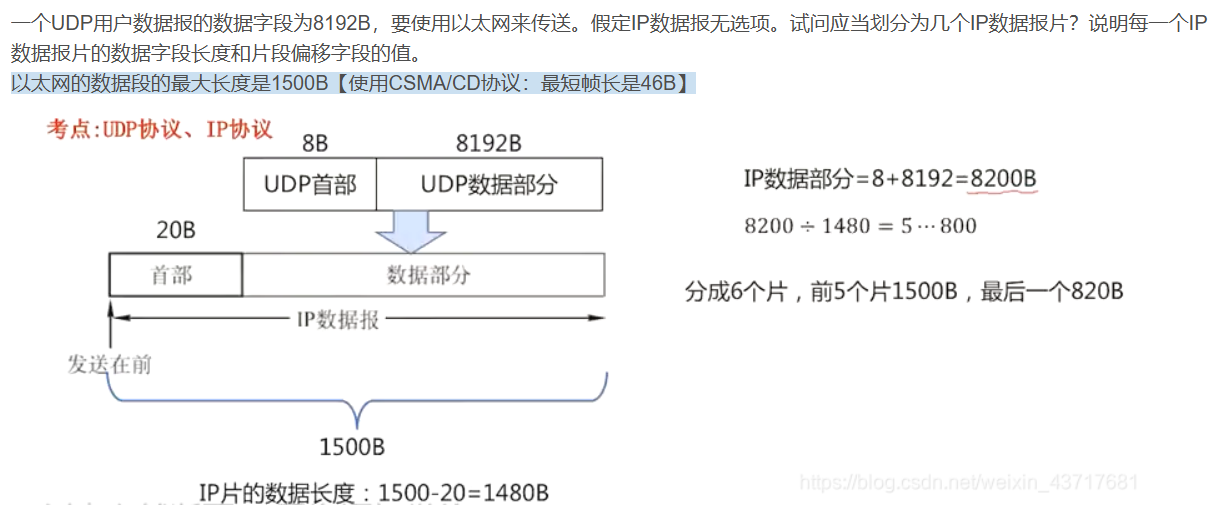 一个UDP用户数据报的数据字段为8192B，要使用以太网来传送。假定IP数据报无选项。试问应当划分为几个IP数据报片？说明每一个IP
数据报片的数据字段长度和片段偏移字段的值。
以太网的数据段的最大长度是1500B【使用CSMA/CD协议：最短帧长是46B】
考点:UDP协议、IP协议
8B
8192B
UDP首部
UDP数据部分
IP数据部分=8+8192=8200B
8200÷1480 = 5⋯800
20B
首部
数据部分
分成6个片，前5个片1500B，最后一个820B
IP数据报
发送在前
1500B
IP片的数据长度：1500-20=1480B
https://blog.csdn.net/weixin_43717681